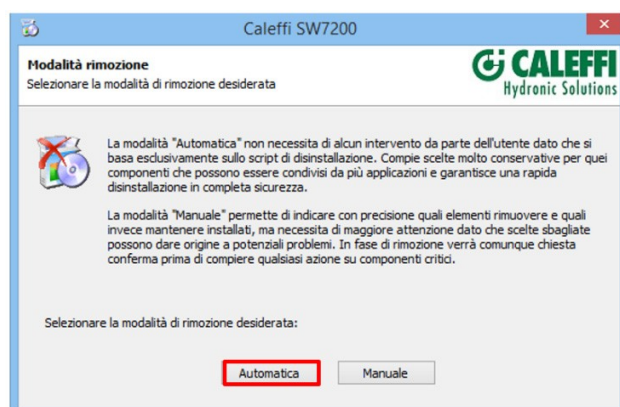 Caleffi SW7200
Modalità rimozione
Selezionare la modalità di rimozione desiderata
CALEFFI
Hydronic Solutions
La modalità "Automatica" non necessita di alcun intervento da parte dell'utente dato che si
basa esclusivamente sullo script di disinstallazione. Compie scelte molto conservative per quei
componenti che possono essere condivisi da più applicazioni e garantisce una rapida
disinstallazione in completa sicurezza.
La modalità "Manuale" permette di indicare con precisione quali elementi rimuovere e quali
invece mantenere installati, ma necessita di maggiore attenzione dato che scelte sbagliate
possono dare origine a potenziali problemi. In fase di rimozione verrà comunque chiesta
conferma prima di compiere qualsiasi azione su componenti critici.
Selezionare la modalità di rimozione desiderata:
Automatica
Manuale